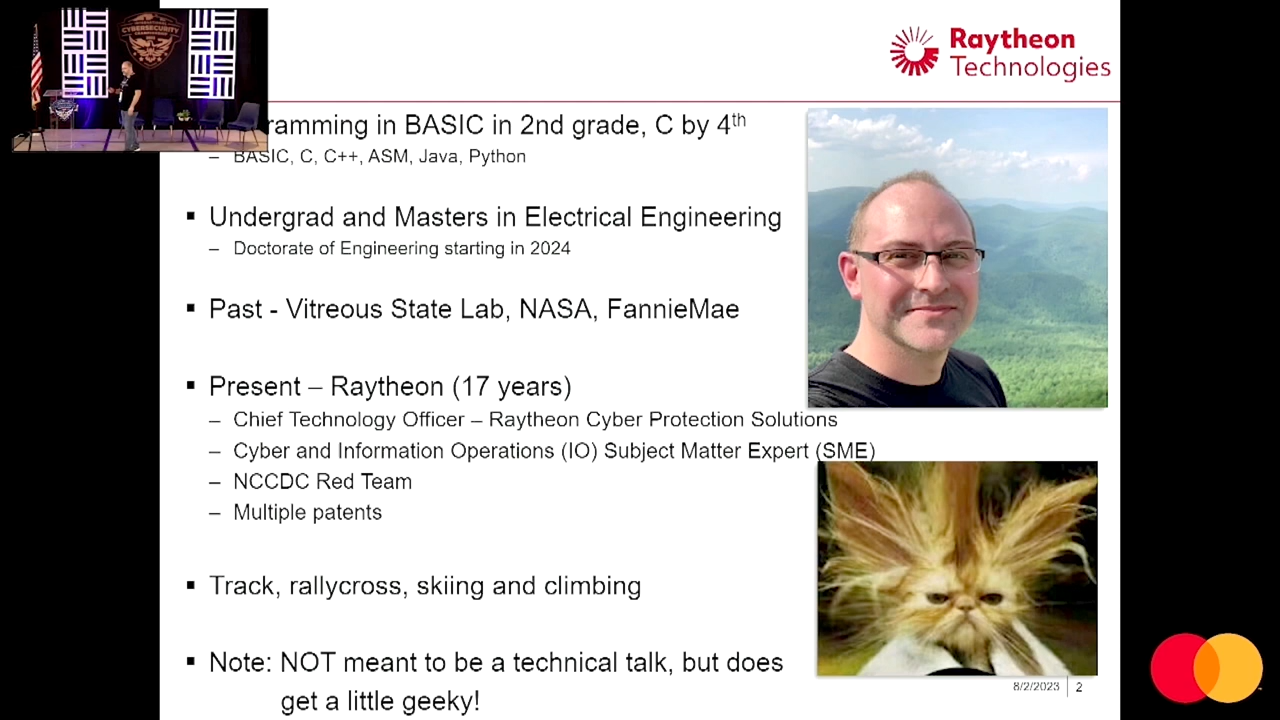 CYBERSECURITY
Raytheon
Technologies
ramming in BASIC in 2nd grade, C by 4th
– BASIC, C, C++, ASM, Java, Python
▪ Undergrad and Masters in Electrical Engineering
– Doctorate of Engineering starting in 2024
▪ Past - Vitreous State Lab, NASA, FannieMae
▪ Present – Raytheon (17 years)
– Chief Technology Officer – Raytheon Cyber Protection Solutions
– Cyber and Information Operations (IO) Subject Matter Expert (SME)
– NCCDC Red Team
– Multiple patents
▪ Track, rallycross, skiing and climbing
▪ Note: NOT meant to be a technical talk, but does
get a little geeky!
8/2/2023 2